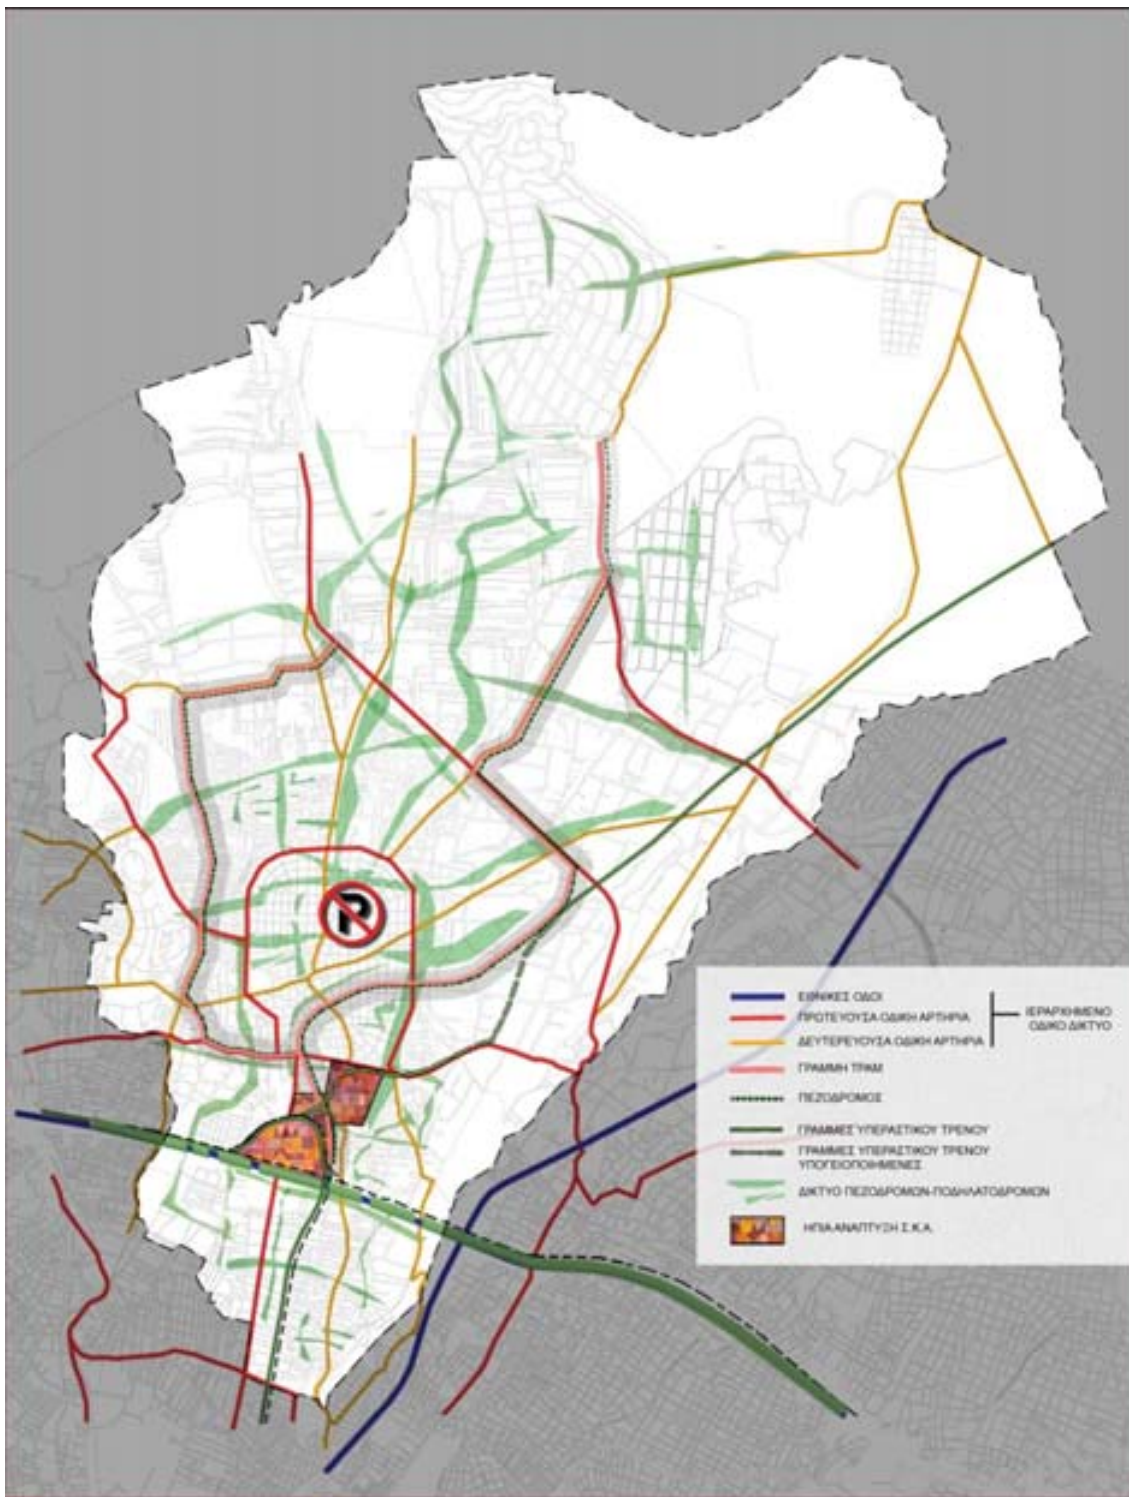 ΕΘΝΙΚΕΣ ΟΔΟΙ
ΠΡΩΤΕΥΟΥΣΑ ΟΔΙΚΗ ΑΡΤΗΡΙΑ
ΔΕΥΤΕΡΕΥΟΥΣΑ ΟΔΙΚΗ ΑΡΤΗΡΙΑ
ΙΕΡΑΡΧΗΜΕΝΟ
ΟΔΙΚΟ ΔΙΚΤΥΟ
ΓΡΑΜΜΗ ΤΡΑΜ
ΠΕΖΟΔΡΟΜΟΣ
ΓΡΑΜΜΕΣ ΥΠΕΡΑΣΤΙΚΟΥ ΤΡΕΝΟΥ
ΓΡΑΜΜΕΣ ΥΠΕΡΑΣΤΙΚΟΥ ΤΡΕΝΟΥ
ΥΠΟΓΕΙΟΠΟΙΗΜΕΝΕΣ
ΔΙΚΤΥΟ ΠΕΖΟΔΡΟΜΩΝ-ΠΟΔΗΛΑΤΟΔΡΟΜΩΝ
ΗΠΙΑ ΑΝΑΠΤΥΞΗ Σ.Κ.Α.
P